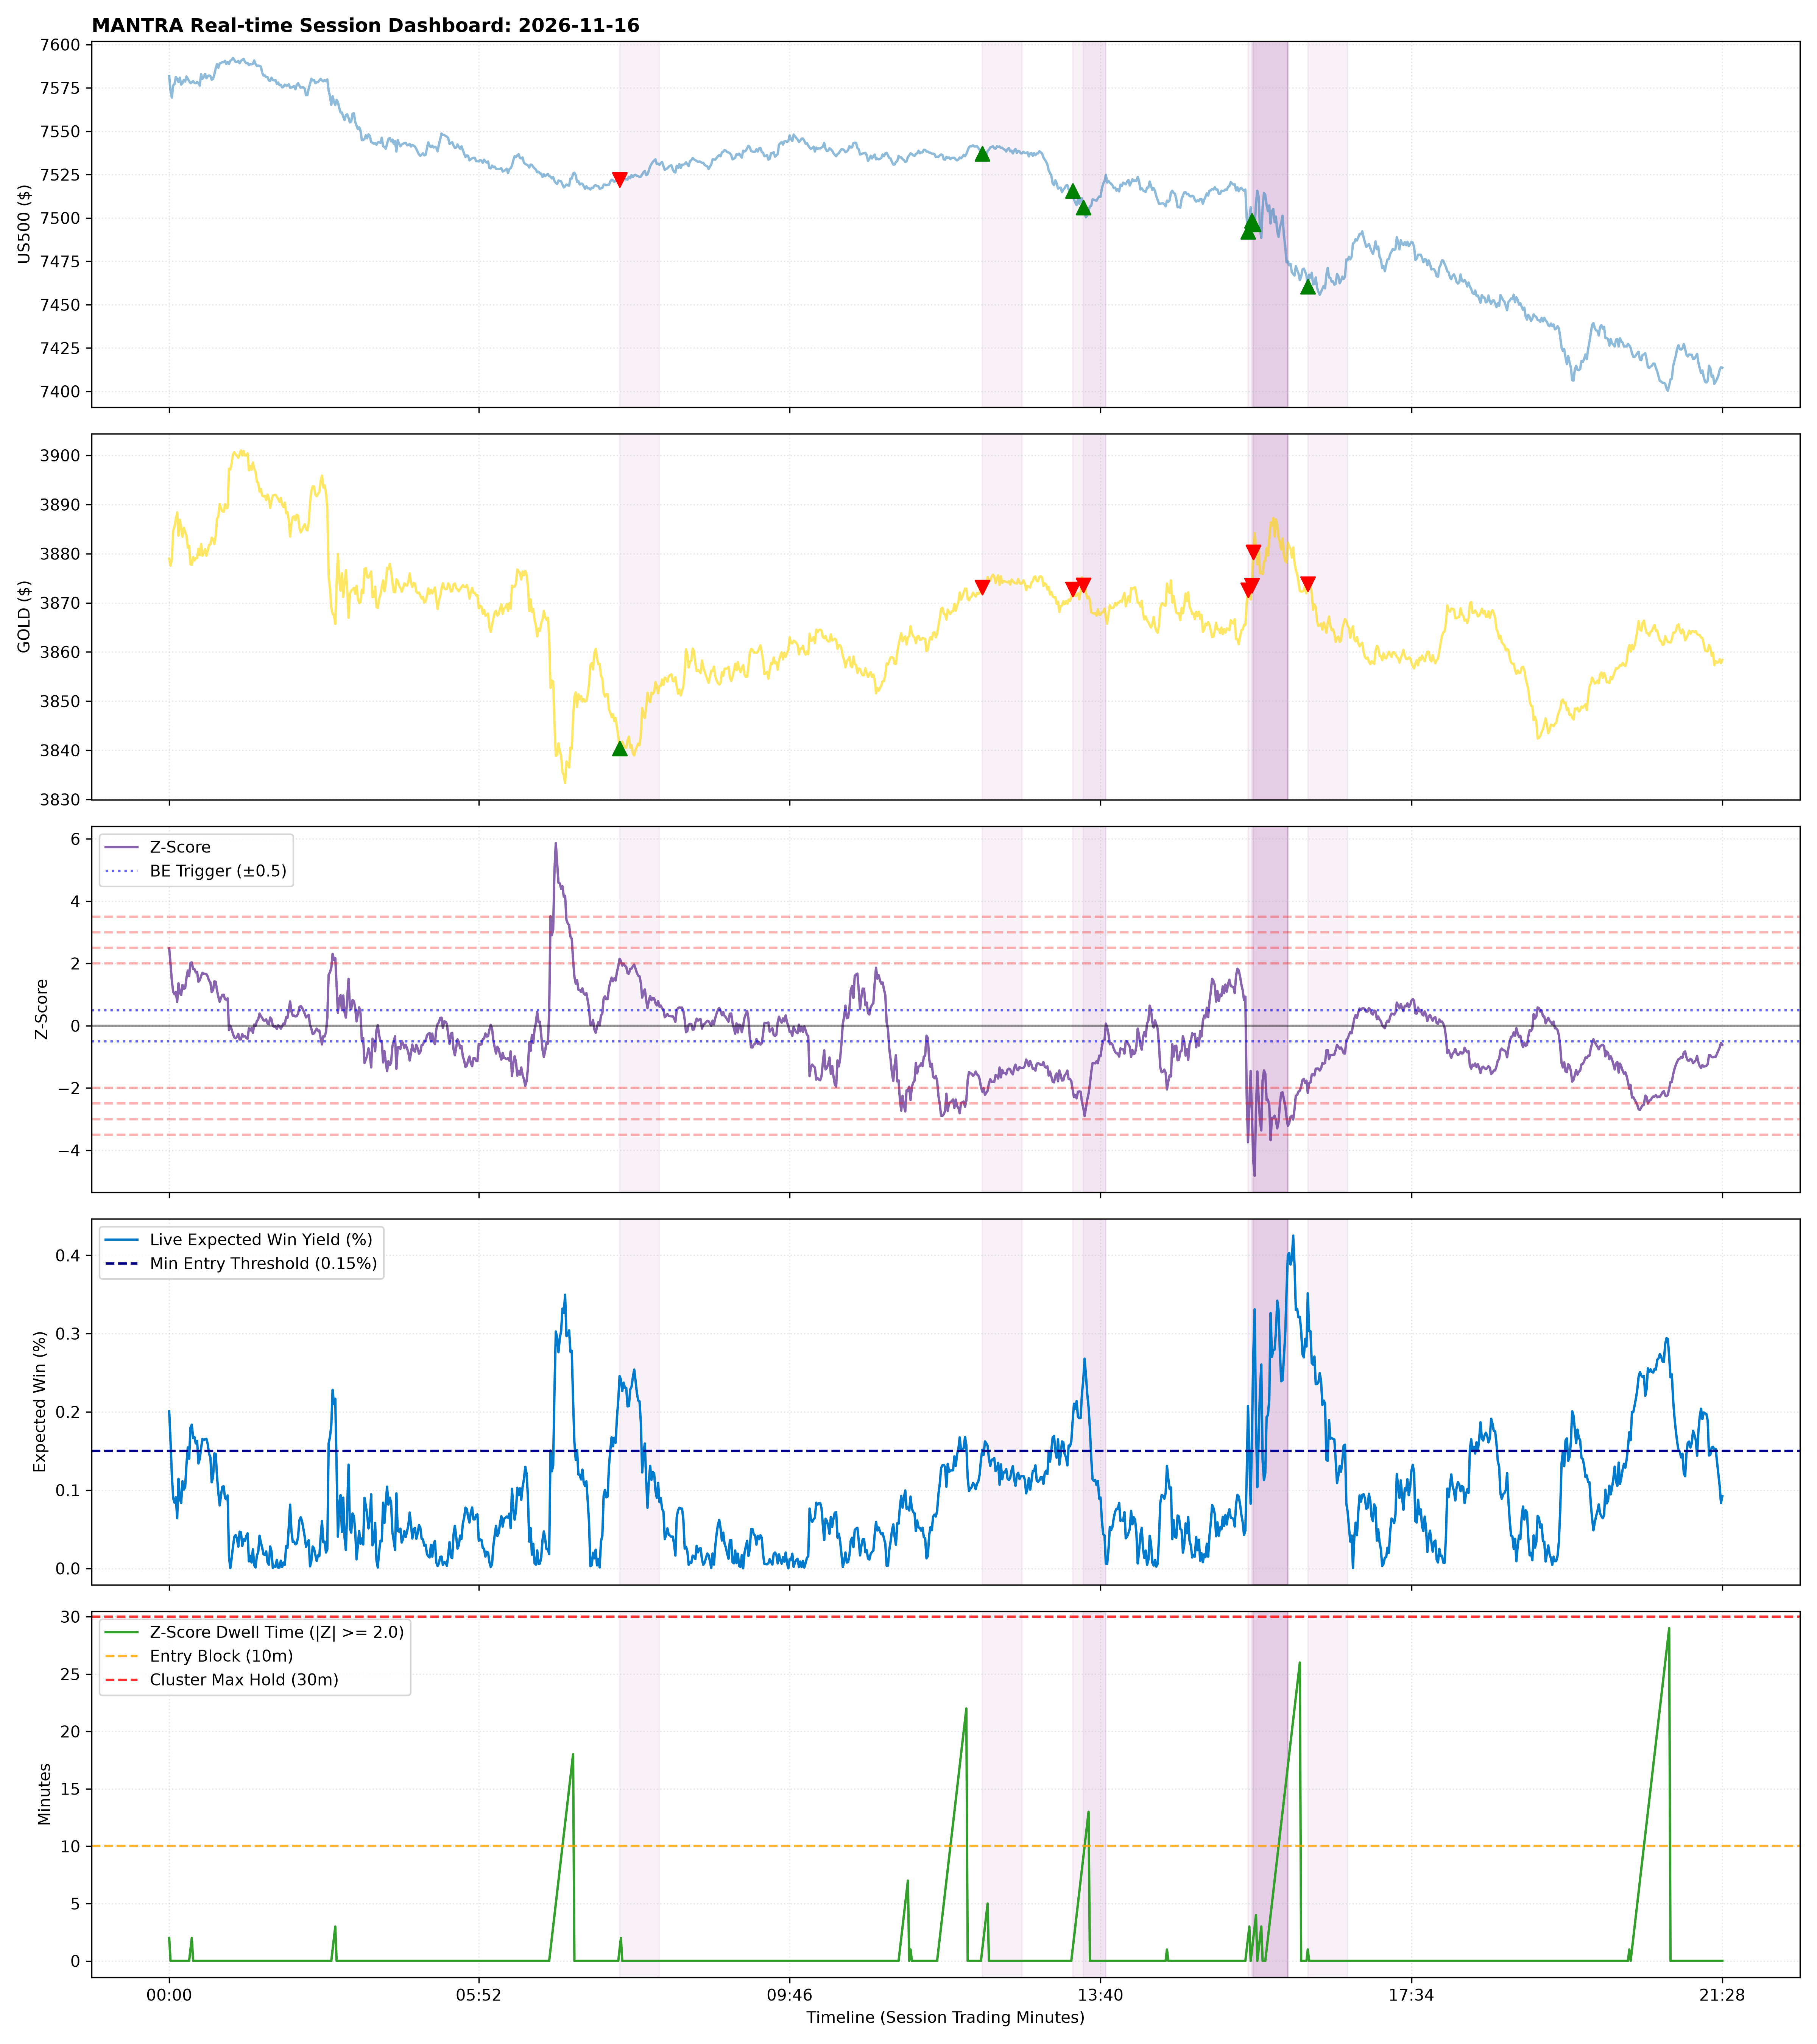 MANTRA Real-time Session Dashboard: 2026-11-16
7600
7575
7550
7525
7500
7475
7450
7425
7400
US500 ($)
3900
3890
3880
3870
3860
3850
3840
3830
GOLD ($)
Z-Score
BE Trigger (±0.5)
6
4
2
0
−2
−4
Z-Score
Live Expected Win Yield (%)
Min Entry Threshold (0.15%)
0.4
0.3
0.2
0.1
0.0
Expected Win (%)
Z-Score Dwell Time (|Z| >= 2.0)
Entry Block (10m)
Cluster Max Hold (30m)
30
25
20
15
10
5
0
Minutes
00:00
05:52
09:46
13:40
17:34
21:28
Timeline (Session Trading Minutes)